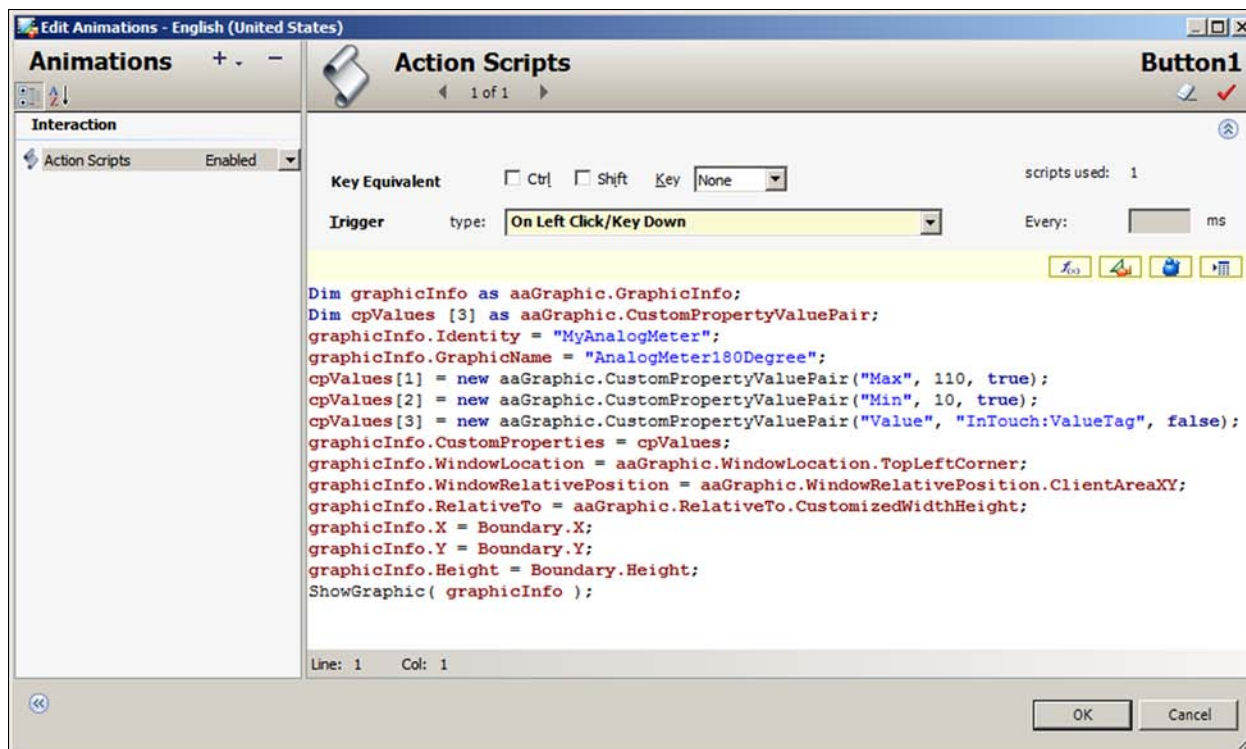 Edit Animations - English (United States)
Animations + . −
Action Scripts
Button1
1 of 1
Interaction
Action Scripts Enabled
Key Equivalent Ctrl Shift Key None
scripts used: 1
Trigger type: On Left Click/Key Down
Every: ms
Dim graphicInfo as aaGraphic.GraphicInfo;
Dim cpValues [3] as aaGraphic.CustomPropertyValuePair;
graphicInfo.Identity = "MyAnalogMeter";
graphicInfo.GraphicName = "AnalogMeter180Degree";
cpValues[1] = new aaGraphic.CustomPropertyValuePair("Max", 110, true);
cpValues[2] = new aaGraphic.CustomPropertyValuePair("Min", 10, true);
cpValues[3] = new aaGraphic.CustomPropertyValuePair("Value", "InTouch:ValueTag", false);
graphicInfo.CustomProperties = cpValues;
graphicInfo.WindowLocation = aaGraphic.WindowLocation.TopLeftCorner;
graphicInfo.WindowRelativePosition = aaGraphic.WindowRelativePosition.ClientAreaXY;
graphicInfo.RelativeTo = aaGraphic.RelativeTo.CustomizedWidthHeight;
graphicInfo.X = Boundary.X;
graphicInfo.Y = Boundary.Y;
graphicInfo.Height = Boundary.Height;
ShowGraphic( graphicInfo );
Line: 1 Col: 1
OK Cancel